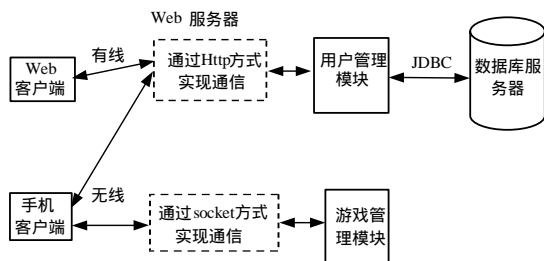 Web 服务器
有线
Web
客户端
通过Http方式
实现通信
用户管理
模块
JDBC
数据库服
务器
无线
手机
客户端
通过socket方式
实现通信
游戏管
理模块